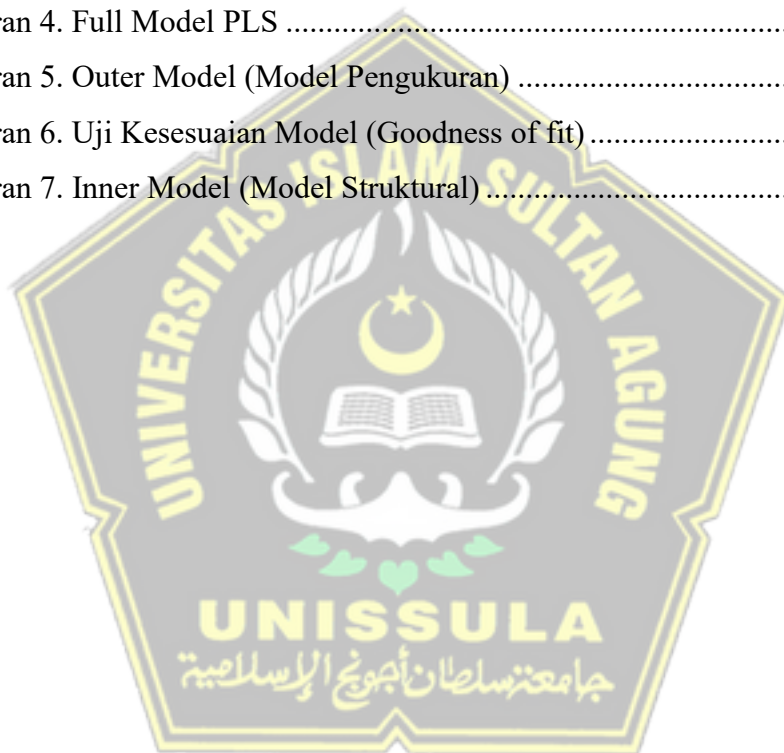 ran 4. Full Model PLS ................................................................
ran 5. Outer Model (Model Pengukuran) ..................................
ran 6. Uji Kesesuaian Model (Goodness of fit) .........................
ran 7. Inner Model (Model Struktural) ......................................
UNIVERSITAS ISLAM SULTAN AGUNG
UNISSULA
جامعة سلطان أجونج الإسلامية